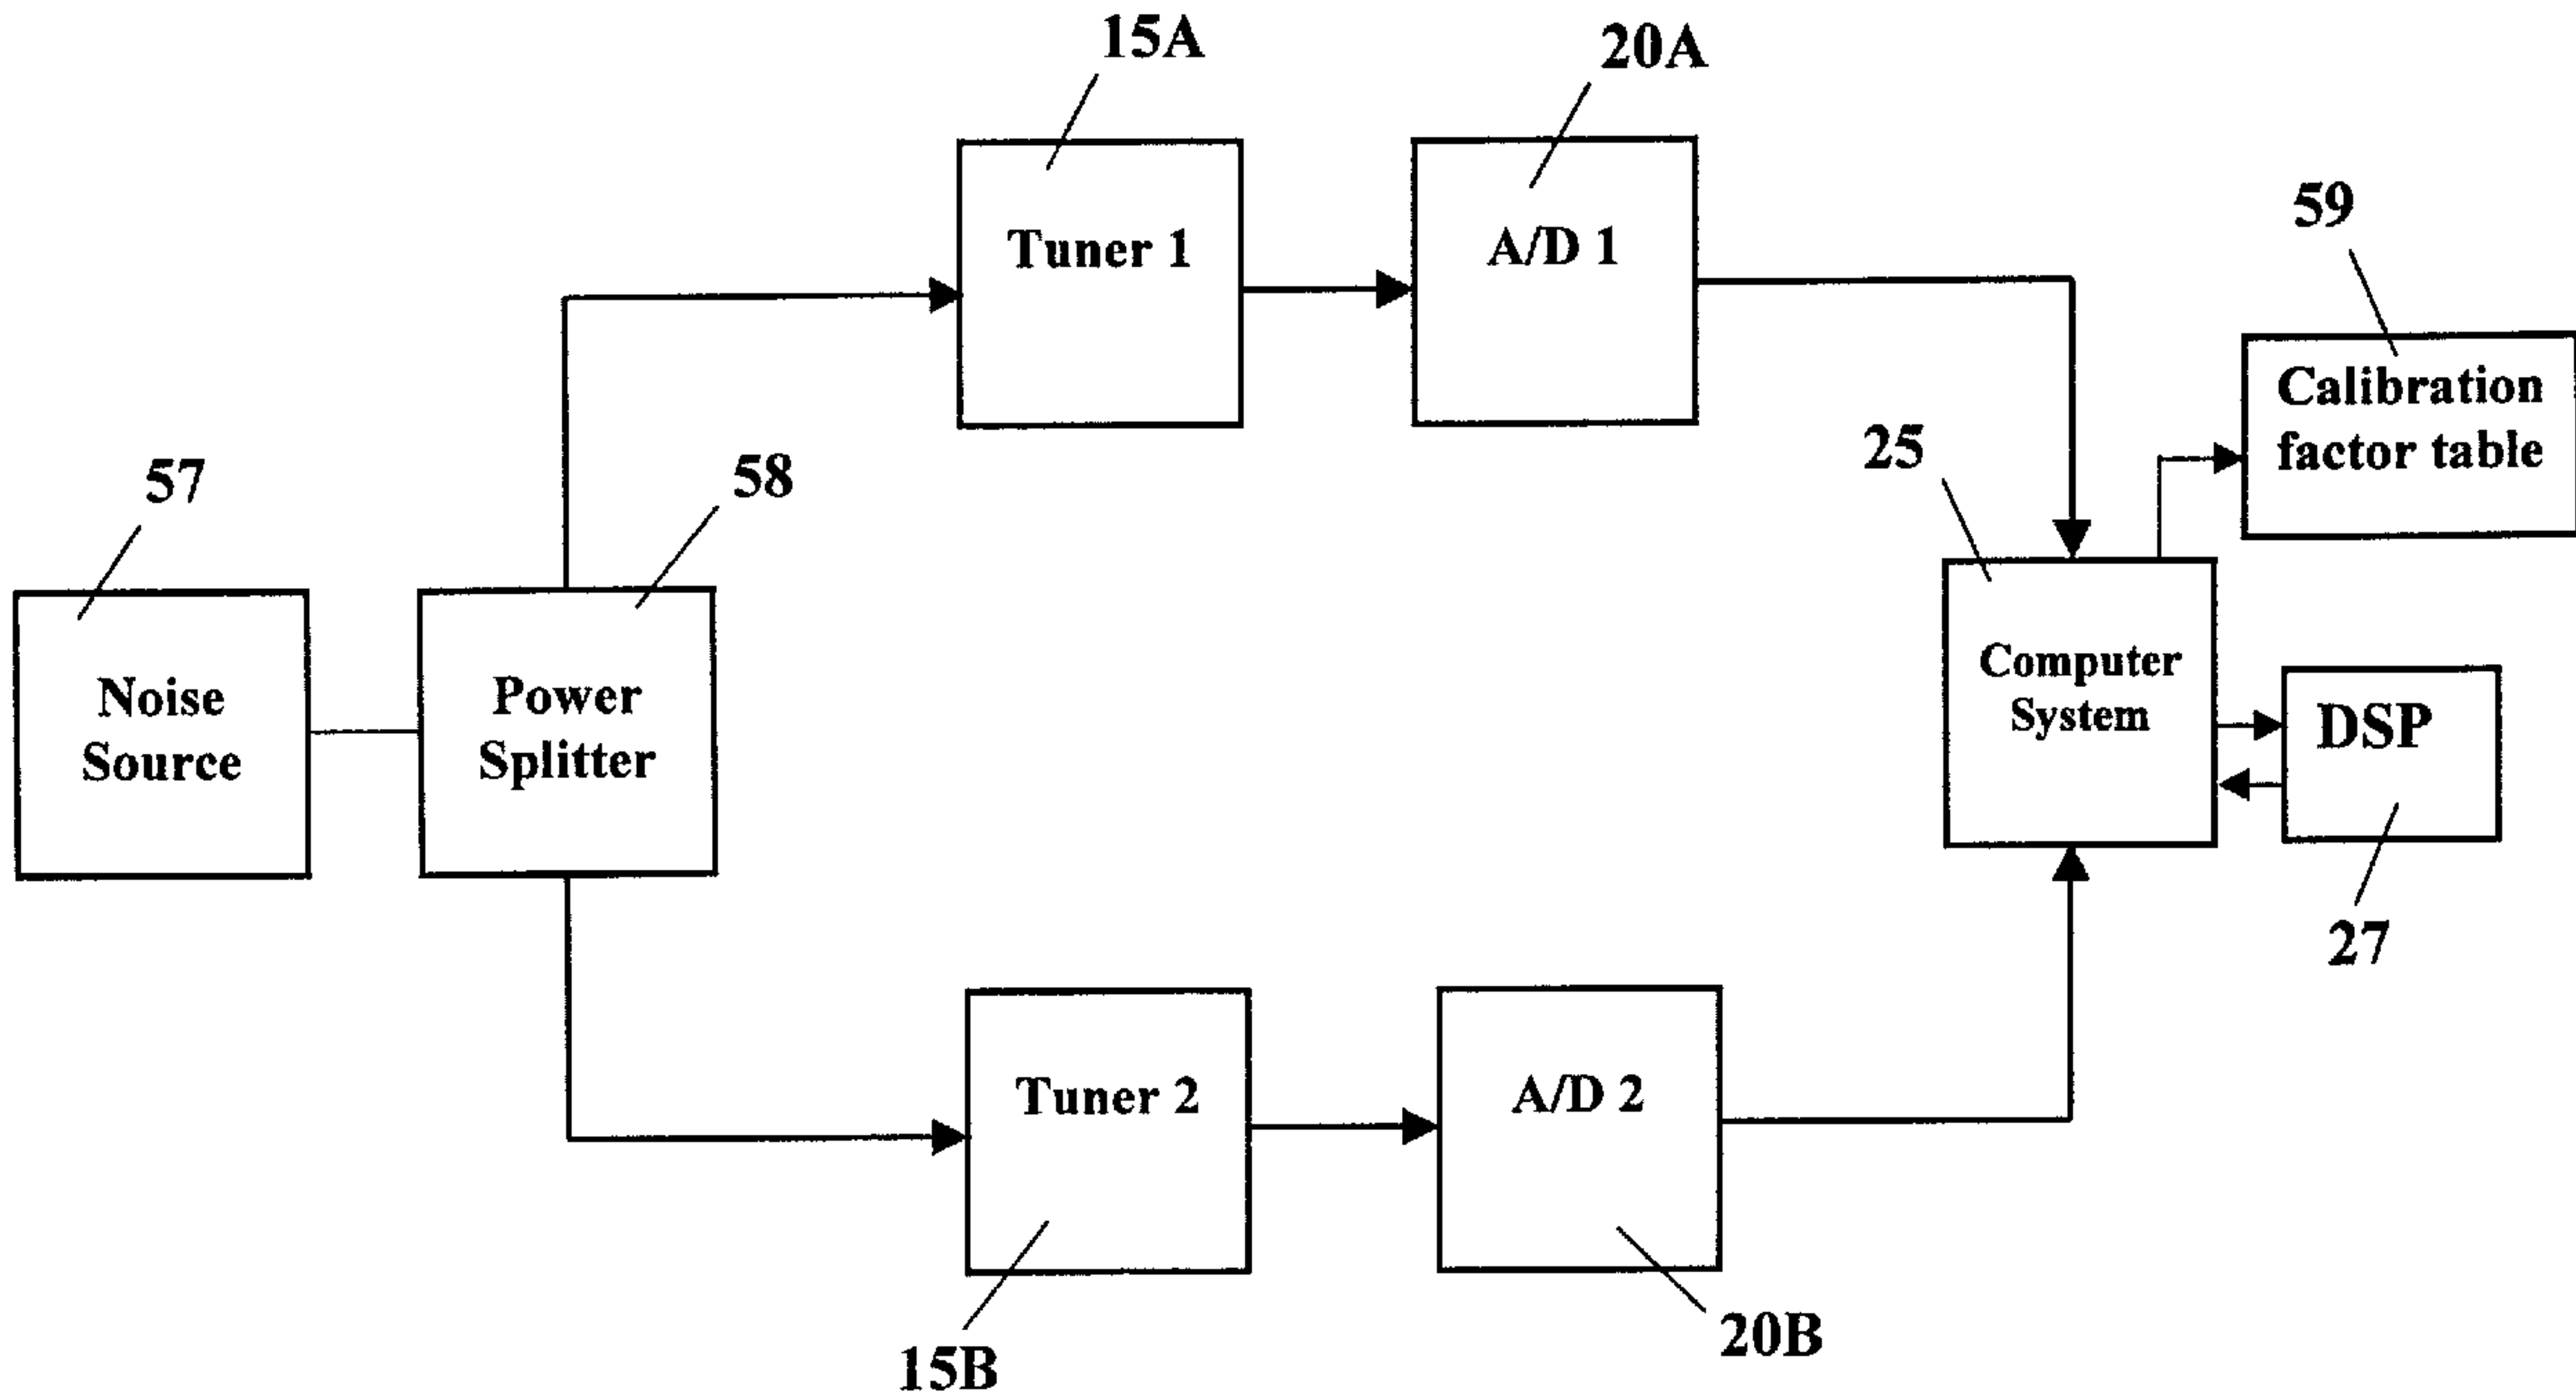 15A
20A
59
Tuner 1
A/D 1
Calibration
factor table
25
57
58
Noise
Source
Power
Splitter
Computer
System
DSP
27
Tuner 2
A/D 2
15B
20B